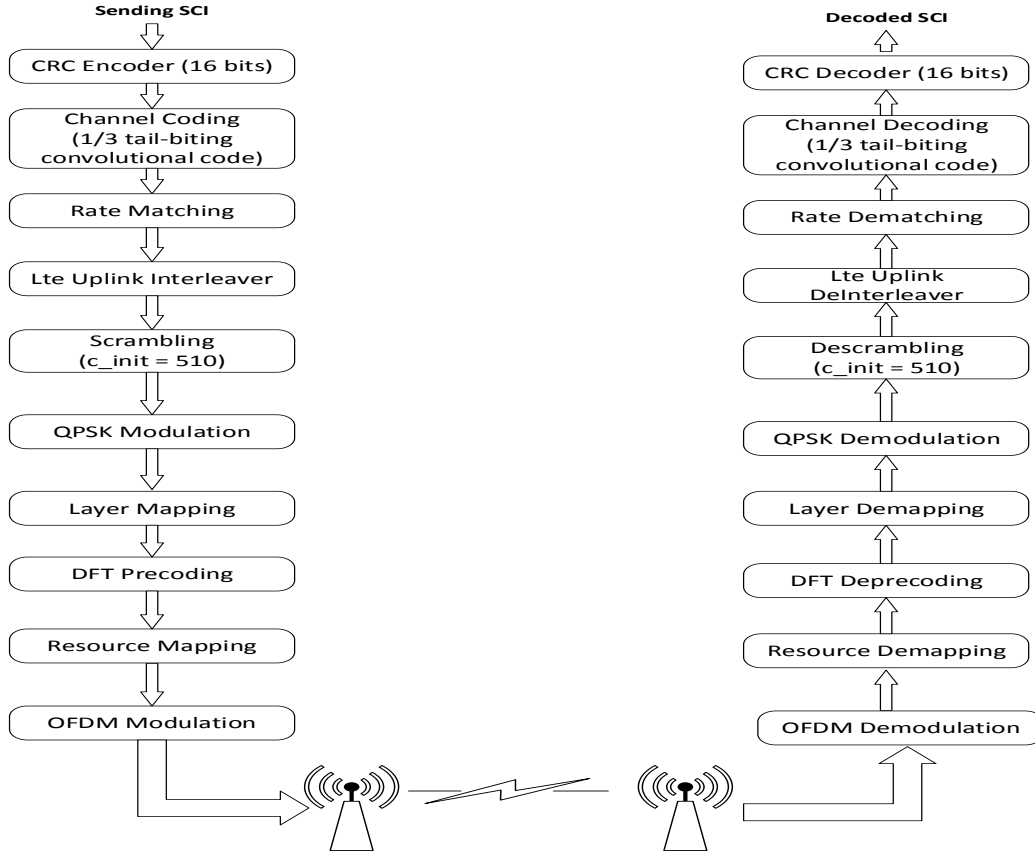 Sending SCI
CRC Encoder (16 bits)
Channel Coding
(1/3 tail-biting
convolutional code)
Rate Matching
Lte Uplink Interleaver
Scrambling
(c_init = 510)
QPSK Modulation
Layer Mapping
DFT Precoding
Resource Mapping
OFDM Modulation
Decoded SCI
CRC Decoder (16 bits)
Channel Decoding
(1/3 tail-biting
convolutional code)
Rate Dematching
Lte Uplink
DeInterleaver
Descrambling
(c_init = 510)
QPSK Demodulation
Layer Demapping
DFT Deprecoding
Resource Demapping
OFDM Demodulation